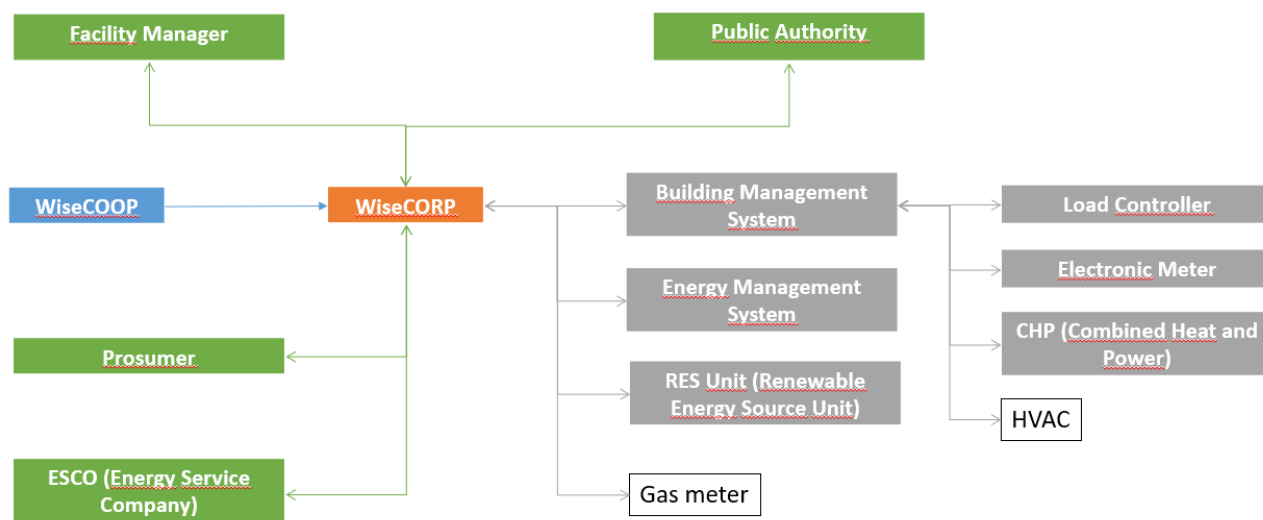 Facility Manager
Public Authority
WiseCOOP
WiseCORP
Building Management
System
Load Controller
Electronic Meter
Energy Management
System
CHP (Combined Heat and
Power)
Prosumer
RES Unit (Renewable
Energy Source Unit)
HVAC
ESCO (Energy Service
Company)
Gas meter